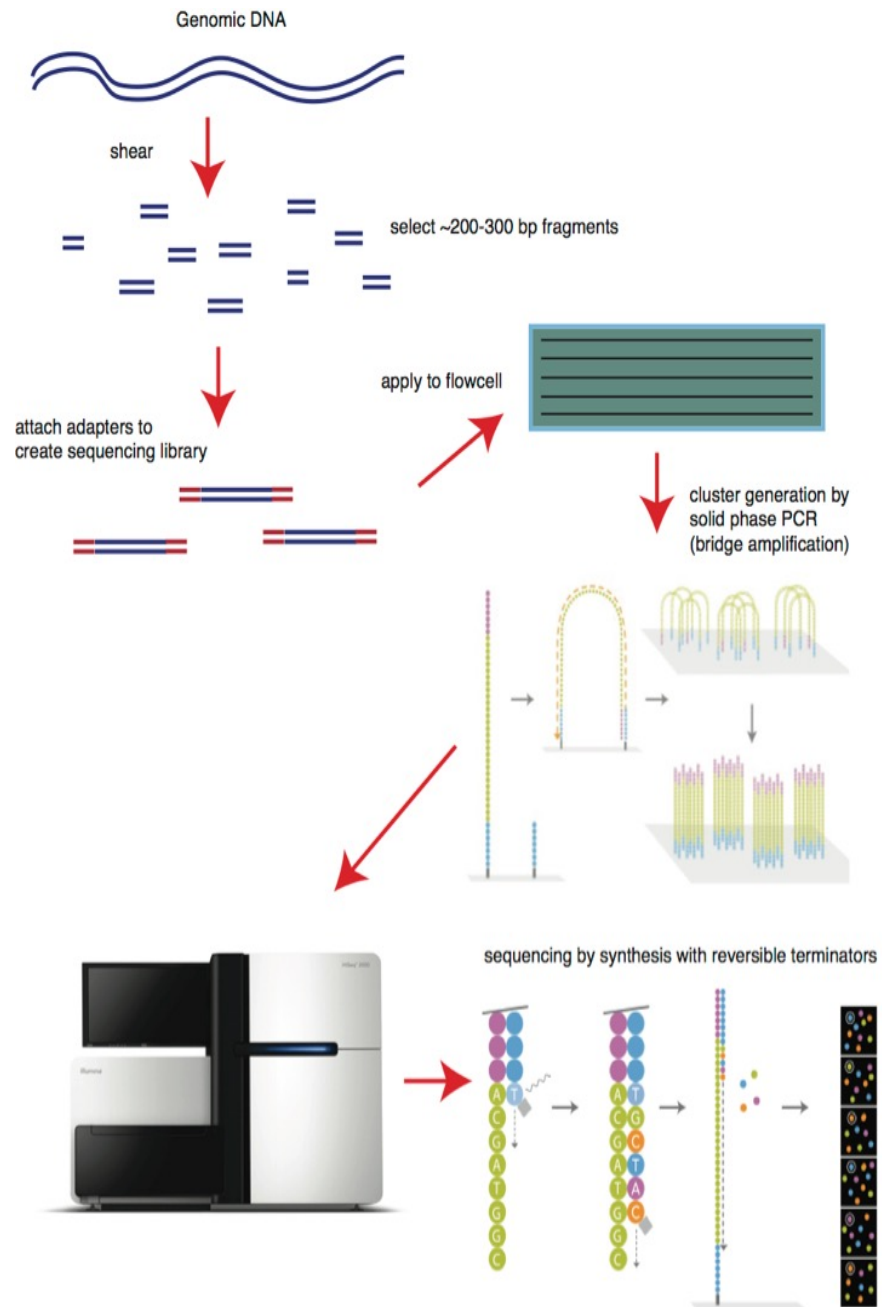 Genomic DNA
shear
select ~200-300 bp fragments
apply to flowcell
attach adapters to
create sequencing library
cluster generation by
solid phase PCR
(bridge amplification)
sequencing by synthesis with reversible terminators
illumina
A T
C
G
A
T
G
G
C
A T
C G
G C
A T
T A
G C
G
C